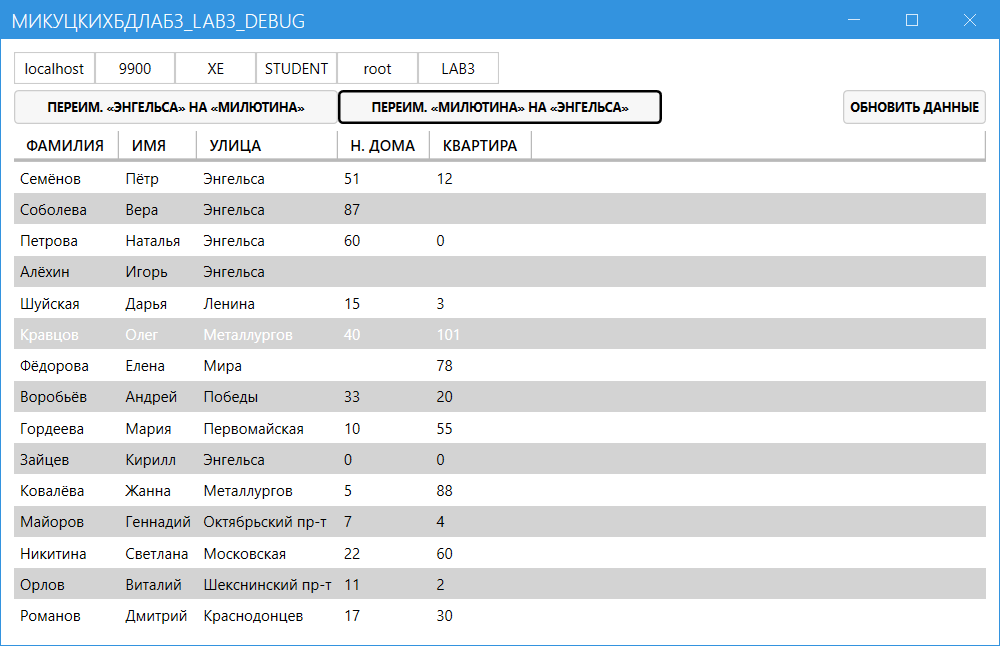 МИКУЦКИХБДЛАБ3_LAB3_DEBUG
localhost 9900 XE STUDENT root LAB3
ПЕРЕИМ. «ЭНГЕЛЬСА» НА «МИЛЮТИНА» ПЕРЕИМ. «МИЛЮТИНА» НА «ЭНГЕЛЬСА» ОБНОВИТЬ ДАННЫЕ
ФАМИЛИЯ ИМЯ УЛИЦА Н. ДОМА КВАРТИРА
Семёнов Пётр Энгельса 51 12
Соболева Вера Энгельса 87
Петрова Наталья Энгельса 60 0
Алёхин Игорь Энгельса
Шуйская Дарья Ленина 15 3
Кравцов Олег Металлургов 40 101
Фёдорова Елена Мира 78
Воробьёв Андрей Победы 33 20
Гордеева Мария Первомайская 10 55
Зайцев Кирилл Энгельса 0 0
Ковалёва Жанна Металлургов 5 88
Майоров Геннадий Октябрьский пр-т 7 4
Никитина Светлана Московская 22 60
Орлов Виталий Шекснинский пр-т 11 2
Романов Дмитрий Краснодонцев 17 30